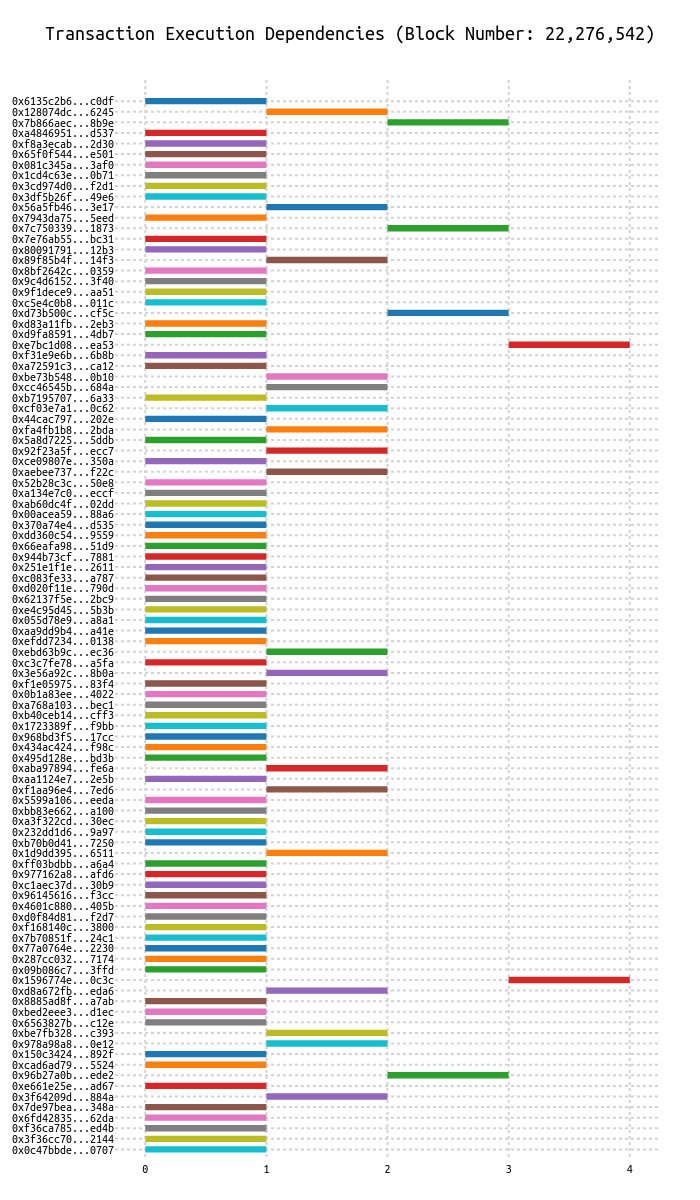 Transaction Execution Dependencies (Block Number: 22,276,542)
0x6135c2b6...c0df
0x128074dc...6245
0x7b866aec...8b9e
0xa4846951...d537
0xf8a3ecab...2d30
0x65f0f544...e501
0x081c345a...3af0
0x1cd4c63e...0b71
0x3cd974d0...f2d1
0x3df5b26f...49e6
0x56a5fb46...3e17
0x7943da75...5eed
0x7c750339...1873
0x7e76ab55...bc31
0x80091791...12b3
0x89f85b4f...14f3
0x8bf2642c...0359
0x9c4d6152...3f40
0x9f1dece9...aa51
0xc5e4c0b8...011c
0xd73b500c...cf5c
0xd83a11fb...2eb3
0xd9fa8591...4db7
0xe7bc1d08...ea53
0xf31e9e6b...6b8b
0xa72591c3...ca12
0xbe73b548...0b10
0xcc46545b...684a
0xb7195707...6a33
0xcf03e7a1...0c62
0x44cac797...202e
0xfa4fb1b8...2bda
0x5a8d7225...5ddb
0x92f23a5f...ecc7
0xce09807e...350a
0xaebee737...f22c
0x52b28c3c...50e8
0xa134e7c0...eccf
0xab60dc4f...02dd
0x00acea59...88a6
0x370a74e4...d535
0xdd360c54...9559
0x66eafa98...51d9
0x944b73cf...7881
0x251e1f1e...2611
0xc083fe33...a787
0xd020f11e...790d
0x62137f5e...2bc9
0xe4c95d45...5b3b
0x055d78e9...a8a1
0xaa9dd9b4...a41e
0xefdd7234...0138
0xebd63b9c...ec36
0xc3c7fe78...a5fa
0x3e56a92c...8b0a
0xf1e05975...83f4
0x0b1a83ee...4022
0xa768a103...bec1
0xb40ceb14...cff3
0x1723389f...f9bb
0x968bd3f5...17cc
0x434ac424...f98c
0x495d128e...bd3b
0xaba97894...fe6a
0xaa1124e7...2e5b
0xf1aa96e4...7ed6
0x5599a106...eeda
0xbb83e662...a100
0xa3f322cd...30ec
0x232dd1d6...9a97
0xb70b0d41...7250
0x1d9dd395...6511
0xff03bdbb...a6a4
0x977162a8...afd6
0xc1aec37d...30b9
0x96145616...f3cc
0x4601c880...405b
0xd0f84d81...f2d7
0xf168140c...3800
0x7b70851f...24c1
0x77a0764e...2230
0x287cc032...7174
0x09b086c7...3ffd
0x1596774e...0c3c
0xd8a672fb...eda6
0x8885ad8f...a7ab
0xbed2eee3...d1ec
0x6563827b...c12e
0xbe7fb328...c393
0x978a98a8...0e12
0x150c3424...892f
0xcad6ad79...5524
0x96b27a0b...ede2
0xe661e25e...ad67
0x3f64209d...884a
0x7de97bea...348a
0x6fd42835...62da
0xf36ca785...ed4b
0x3f36cc70...2144
0x0c47bbde...0707
0 1 2 3 4